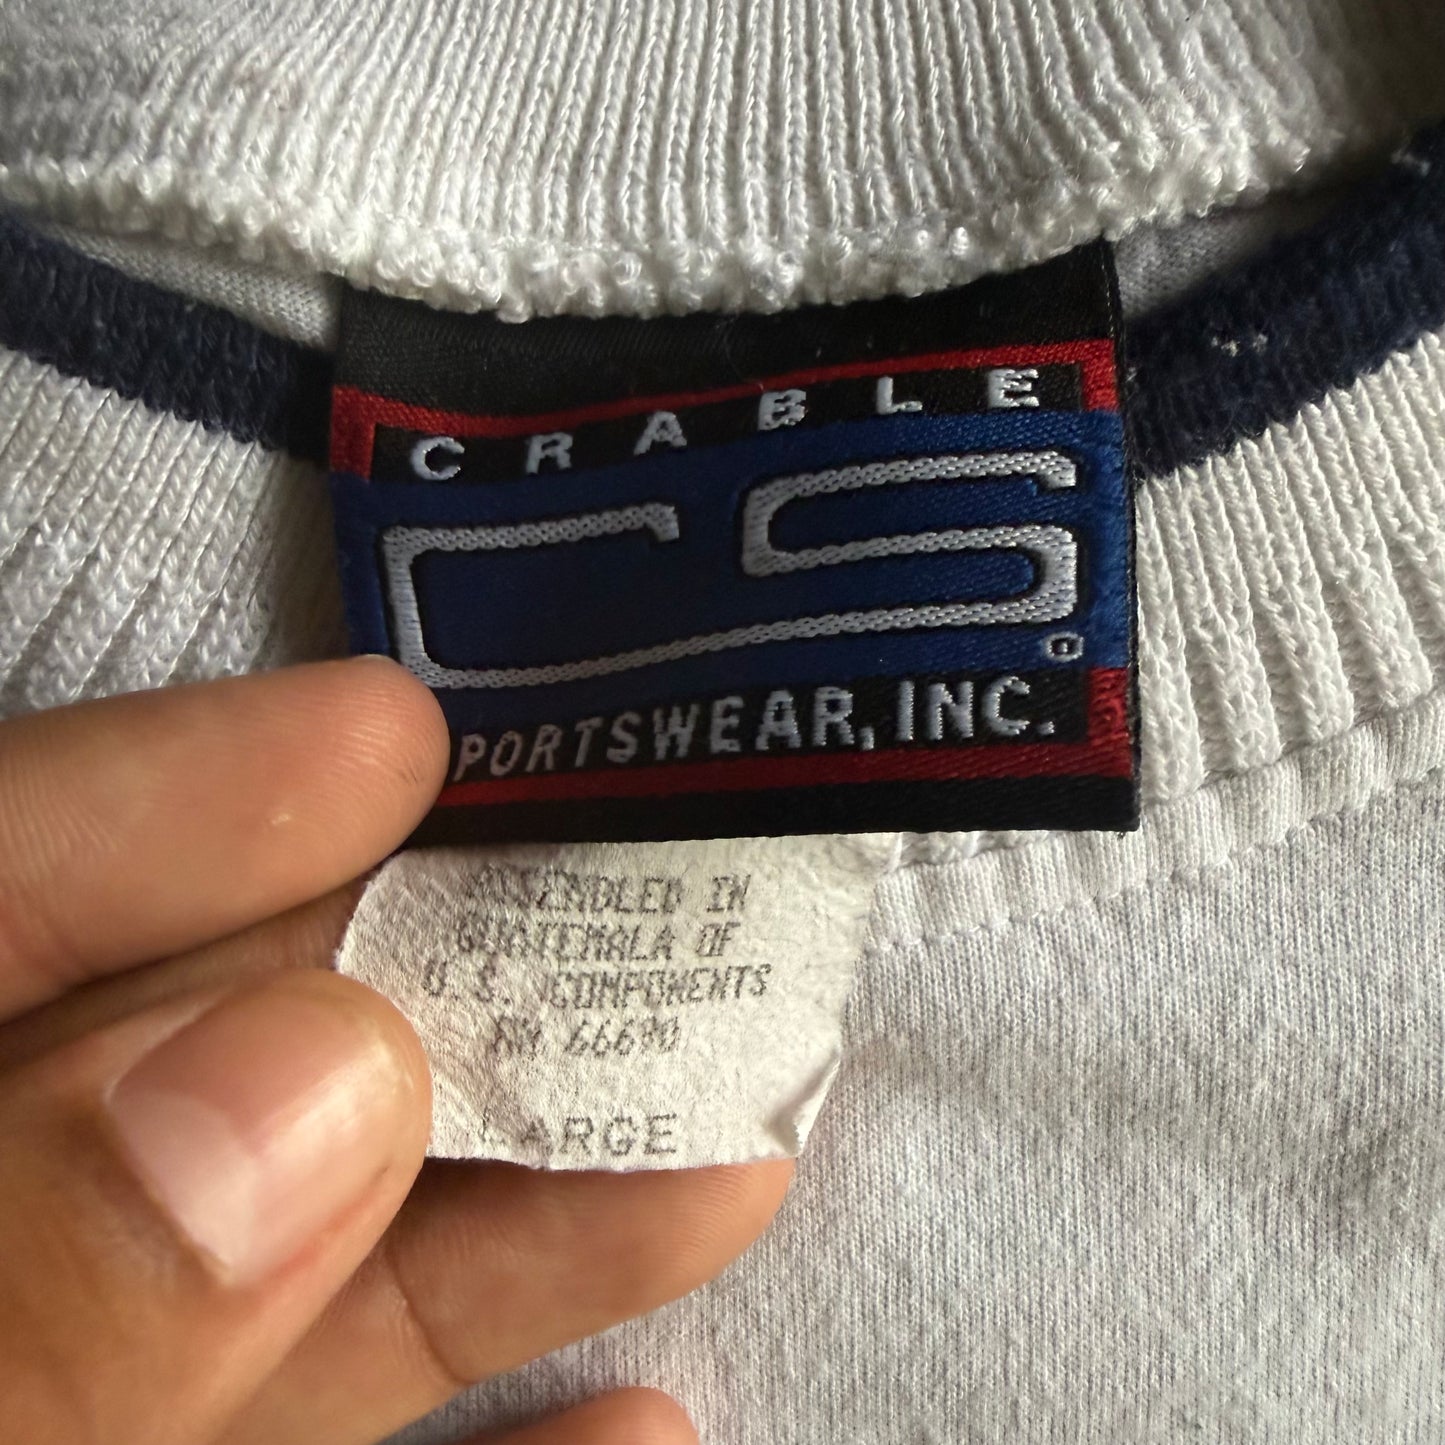 CRABLE
CS
PORTSWEAR, INC.
ASSEMBLED IN
GUATEMALA OF
U.S. COMPONENTS
RN 66690
LARGE